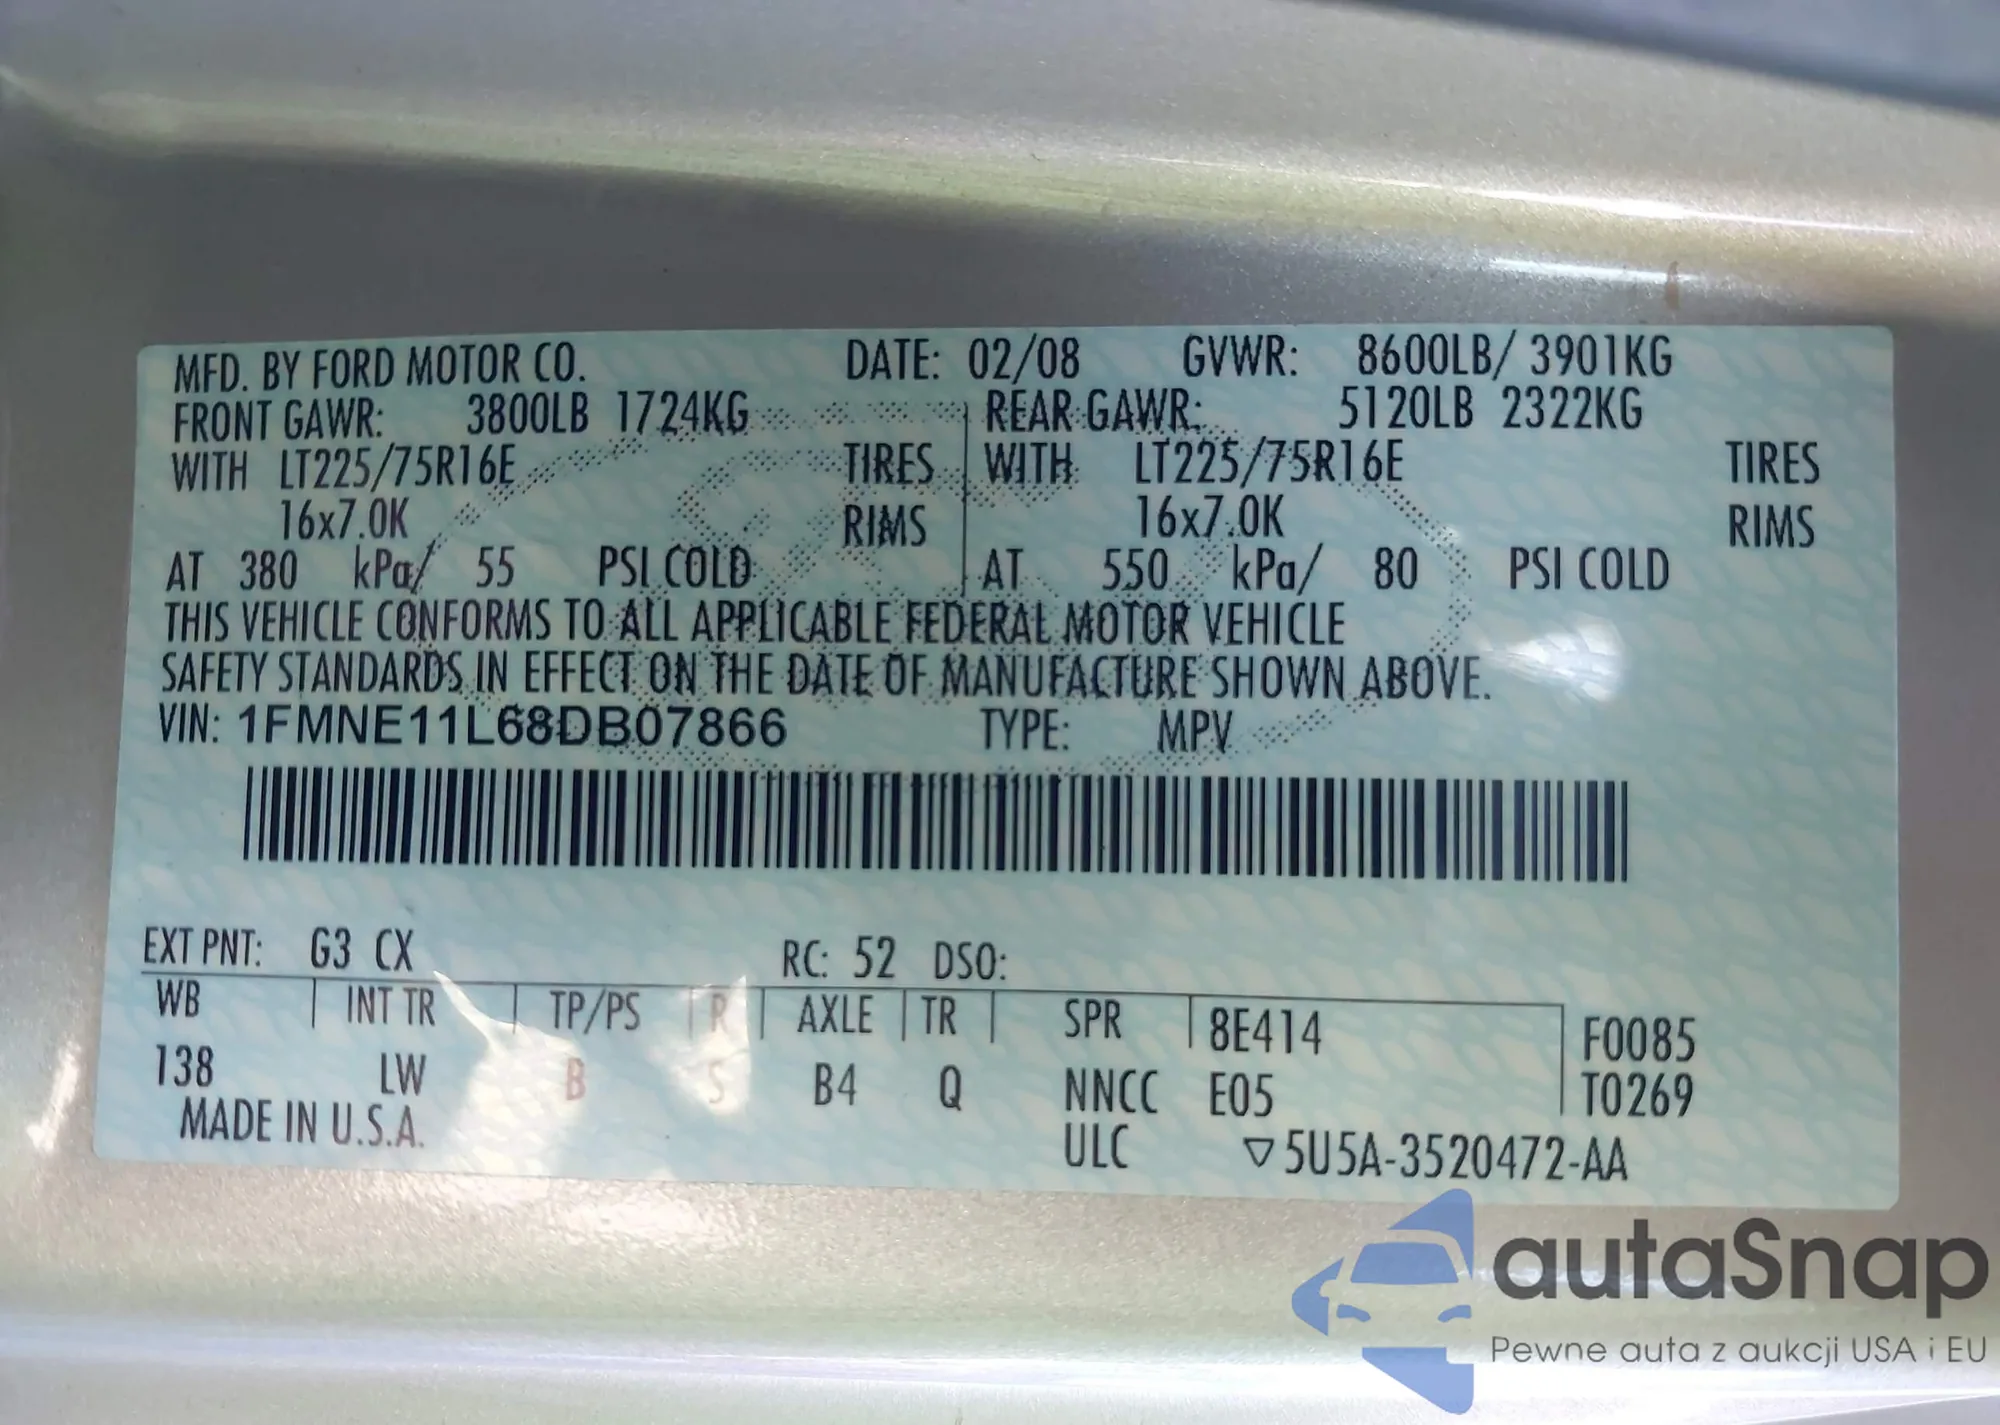 MFD. BY FORD MOTOR CO. DATE: 02/08 GVWR: 8600LB/ 3901KG
FRONT GAWR: 3800LB 1724KG REAR GAWR: 5120LB 2322KG
WITH LT225/75R16E TIRES WITH LT225/75R16E TIRES
16x7.0K RIMS 16x7.0K RIMS
AT 380 kPa/ 55 PSI COLD AT 550 kPa/ 80 PSI COLD
THIS VEHICLE CONFORMS TO ALL APPLICABLE FEDERAL MOTOR VEHICLE
SAFETY STANDARDS IN EFFECT ON THE DATE OF MANUFACTURE SHOWN ABOVE.
VIN: 1FMNE11L68DB07866 TYPE: MPV
EXT PNT: G3 CX RC: 52 DSO:
WB INT TR TP/PS R AXLE TR SPR 8E414 F0085
138 LW B S B4 Q NNCC E05 T0269
MADE IN U.S.A. ULC ▽5U5A-3520472-AA
autaSnap
Pewne auta z aukcji USA i EU